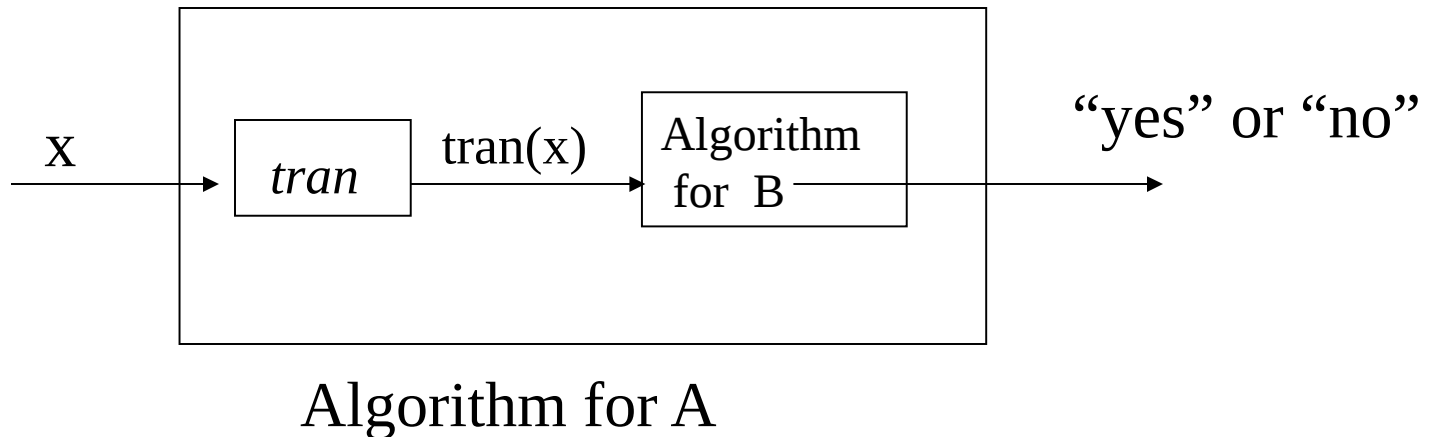 x
tran
tran(x)
Algorithm
for B
“yes” or “no”
Algorithm for A